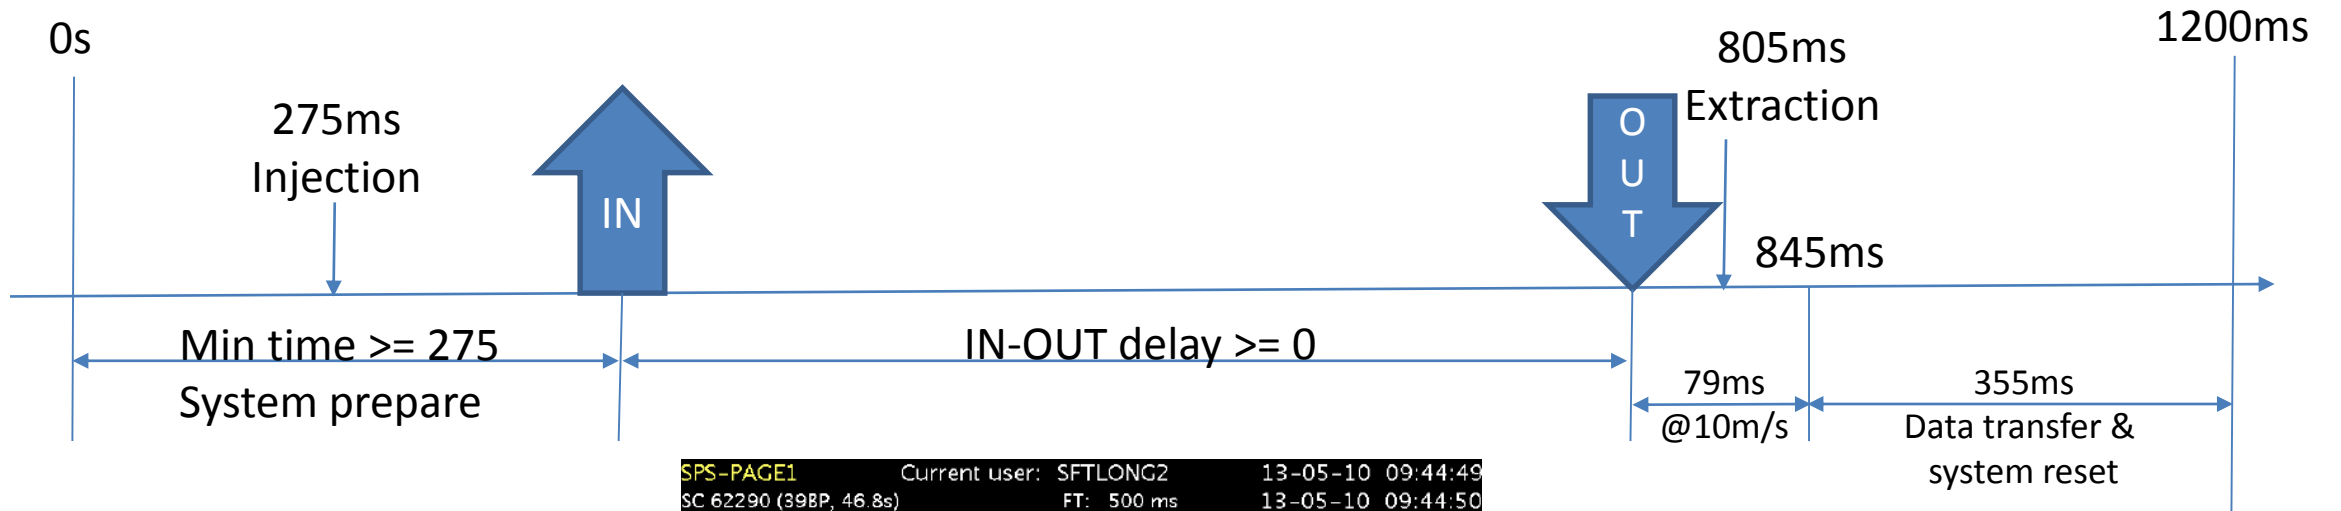 0s
1200ms
805ms
Extraction
275ms
Injection
IN
O
U
T
845ms
Min time >= 275
System prepare
IN-OUT delay >= 0
79ms
@10m/s
355ms
Data transfer &
system reset
SPS-PAGE1 Current user: SFTLONG2 13-05-10 09:44:49
SC 62290 (39BP, 46.8s) FT: 500 ms 13-05-10 09:44:50